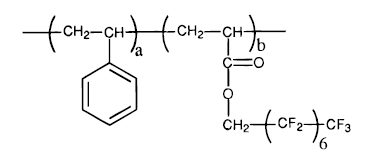 CH₂ CH a CH₂ CH b
C O
O
CH₂ CF₂ 6 CF₃